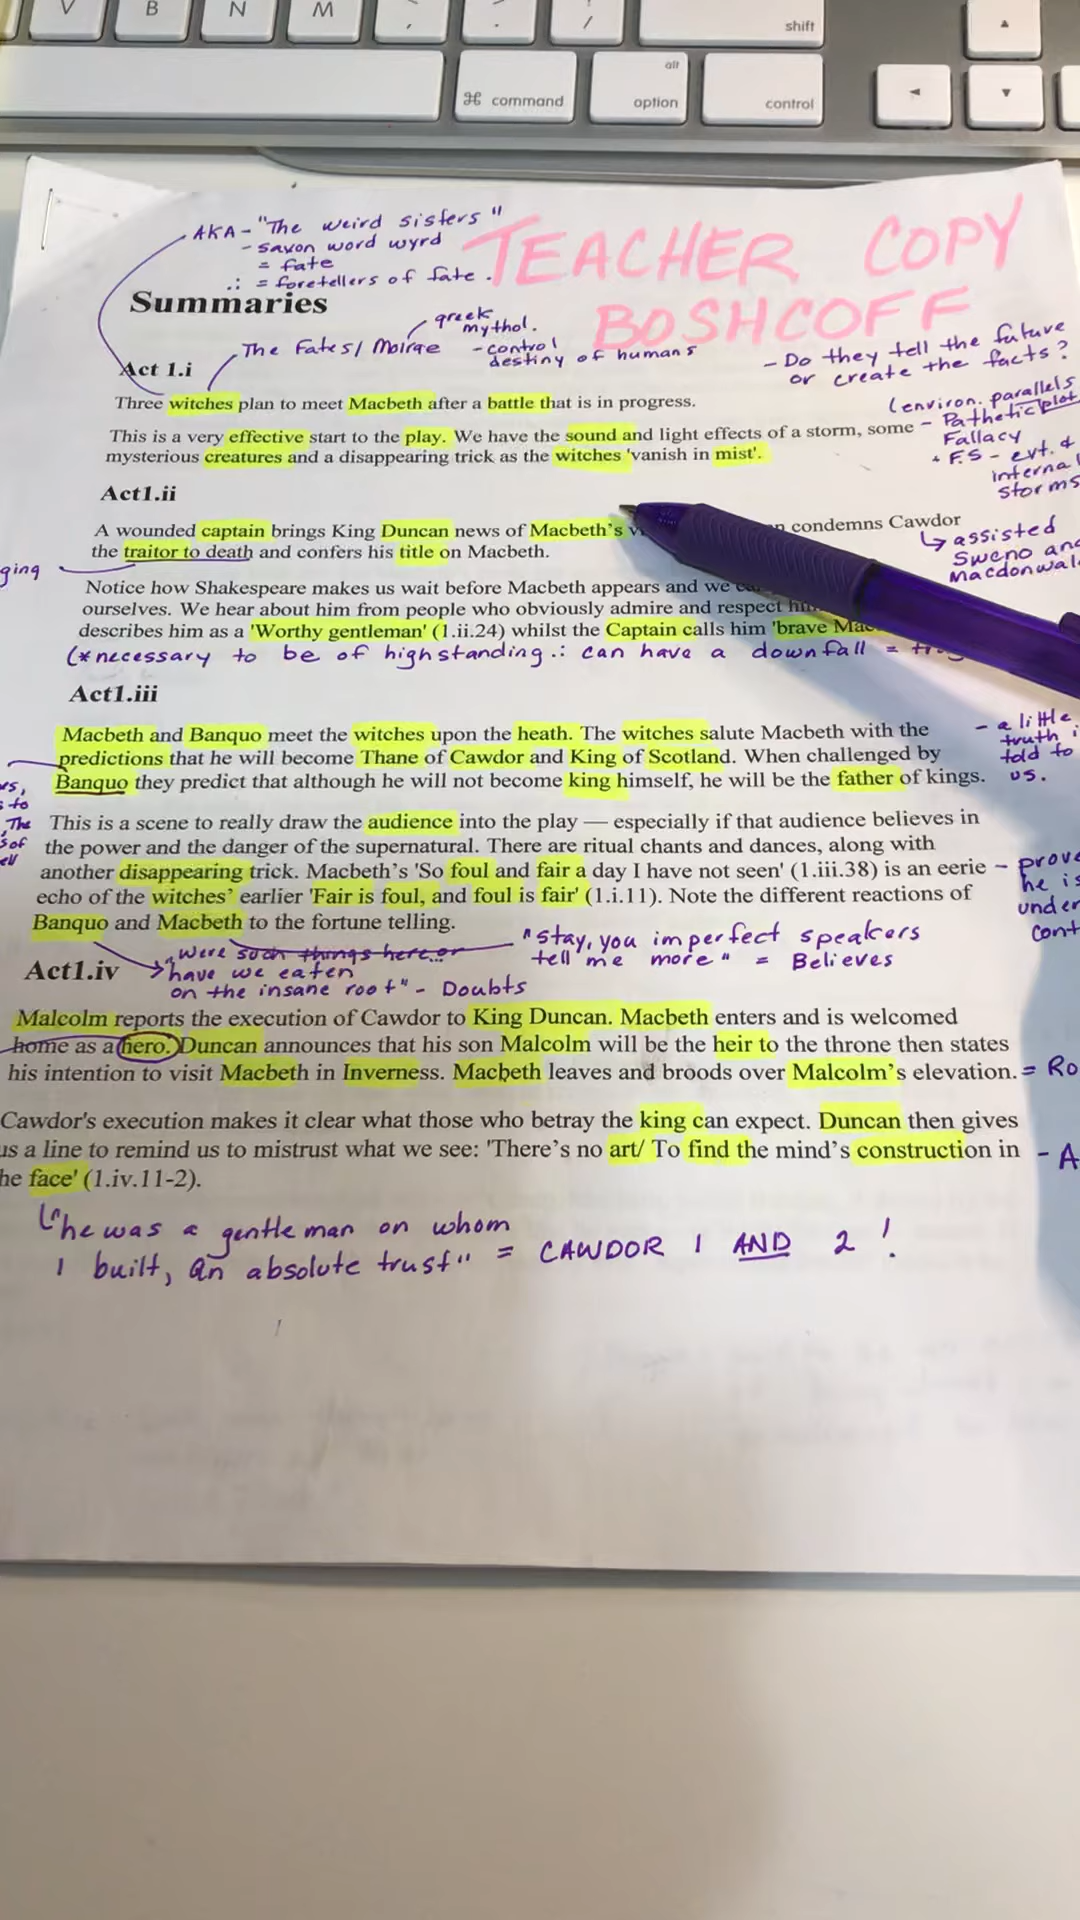 V B N M , . / shift
⌘ command alt option control
AKA - "The weird sisters"
- saxon word wyrd
= fate
∴ = foretellers of fate.
TEACHER COPY
BOSHCOFF
Summaries
greek
mythol.
The Fates/ Moirae - control
destiny of humans
- Do they tell the future
or create the facts?
Act 1.i
Three witches plan to meet Macbeth after a battle that is in progress.
(environ. parallels
plot
This is a very effective start to the play. We have the sound and light effects of a storm, some
mysterious creatures and a disappearing trick as the witches 'vanish in mist'.
- Pathetic
Fallacy
+ F.S - ext. &
internal
storms
Act1.ii
A wounded captain brings King Duncan news of Macbeth's condemns Cawdor
the traitor to death and confers his title on Macbeth.
↳ assisted
Sweno and
Macdonwal
ging
Notice how Shakespeare makes us wait before Macbeth appears and we
ourselves. We hear about him from people who obviously admire and respect
describes him as a 'Worthy gentleman' (1.ii.24) whilst the Captain calls him 'brave
(*necessary to be of high standing ∴ can have a downfall =
Act1.iii
Macbeth and Banquo meet the witches upon the heath. The witches salute Macbeth with the
predictions that he will become Thane of Cawdor and King of Scotland. When challenged by
Banquo they predict that although he will not become king himself, he will be the father of kings.
- a little
truth
told to
us.
to
The
of
This is a scene to really draw the audience into the play — especially if that audience believes in
the power and the danger of the supernatural. There are ritual chants and dances, along with
another disappearing trick. Macbeth's 'So foul and fair a day I have not seen' (1.iii.38) is an eerie
echo of the witches' earlier 'Fair is foul, and foul is fair' (1.i.11). Note the different reactions of
Banquo and Macbeth to the fortune telling.
- prove
he is
under
cont
"Stay, you imperfect speakers
tell me more" = Believes
Act1.iv
"were such things here...or
have we eaten
on the insane root" - Doubts
Malcolm reports the execution of Cawdor to King Duncan. Macbeth enters and is welcomed
home as a hero. Duncan announces that his son Malcolm will be the heir to the throne then states
his intention to visit Macbeth in Inverness. Macbeth leaves and broods over Malcolm's elevation. = Ro
Cawdor's execution makes it clear what those who betray the king can expect. Duncan then gives
us a line to remind us to mistrust what we see: 'There's no art/ To find the mind's construction in - A
he face' (1.iv.11-2).
"he was a gentleman on whom
I built, an absolute trust" = CAWDOR 1 AND 2!